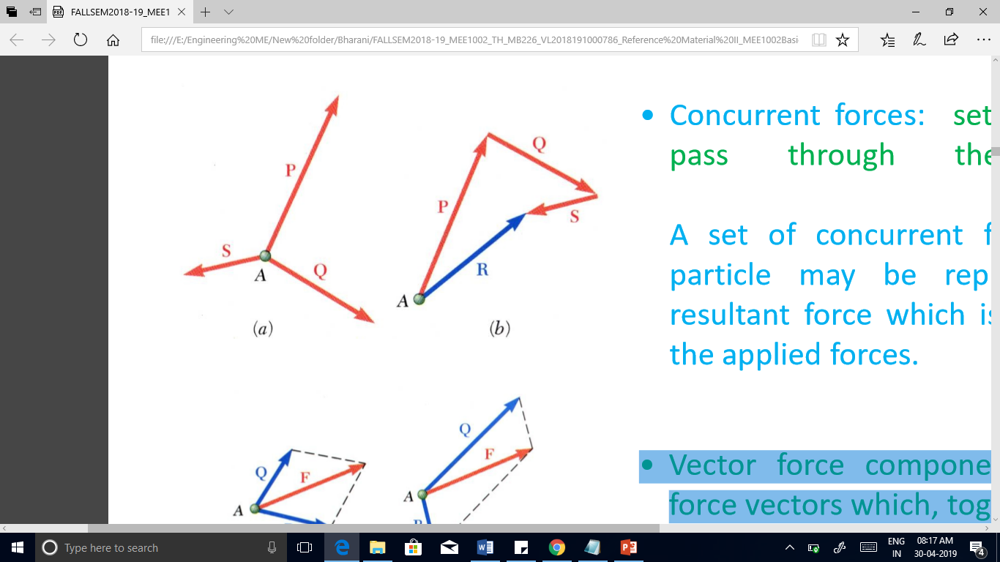 FALLSEM2018-19_MEE1
file:///E:/Engineering%20ME/New%20folder/Bharani/FALLSEM2018-19_MEE1002_TH_MB226_VL2018191000786_Reference%20Material%20II_MEE1002Basi
P
S
A
Q
(a)
Q
P
S
R
A
(b)
• Concurrent forces: set
pass through the
A set of concurrent f
particle may be rep
resultant force which is
the applied forces.
Q
F
A
Q
F
A
• Vector force compone
force vectors which, tog
Type here to search
ENG
IN
08:17 AM
30-04-2019
4